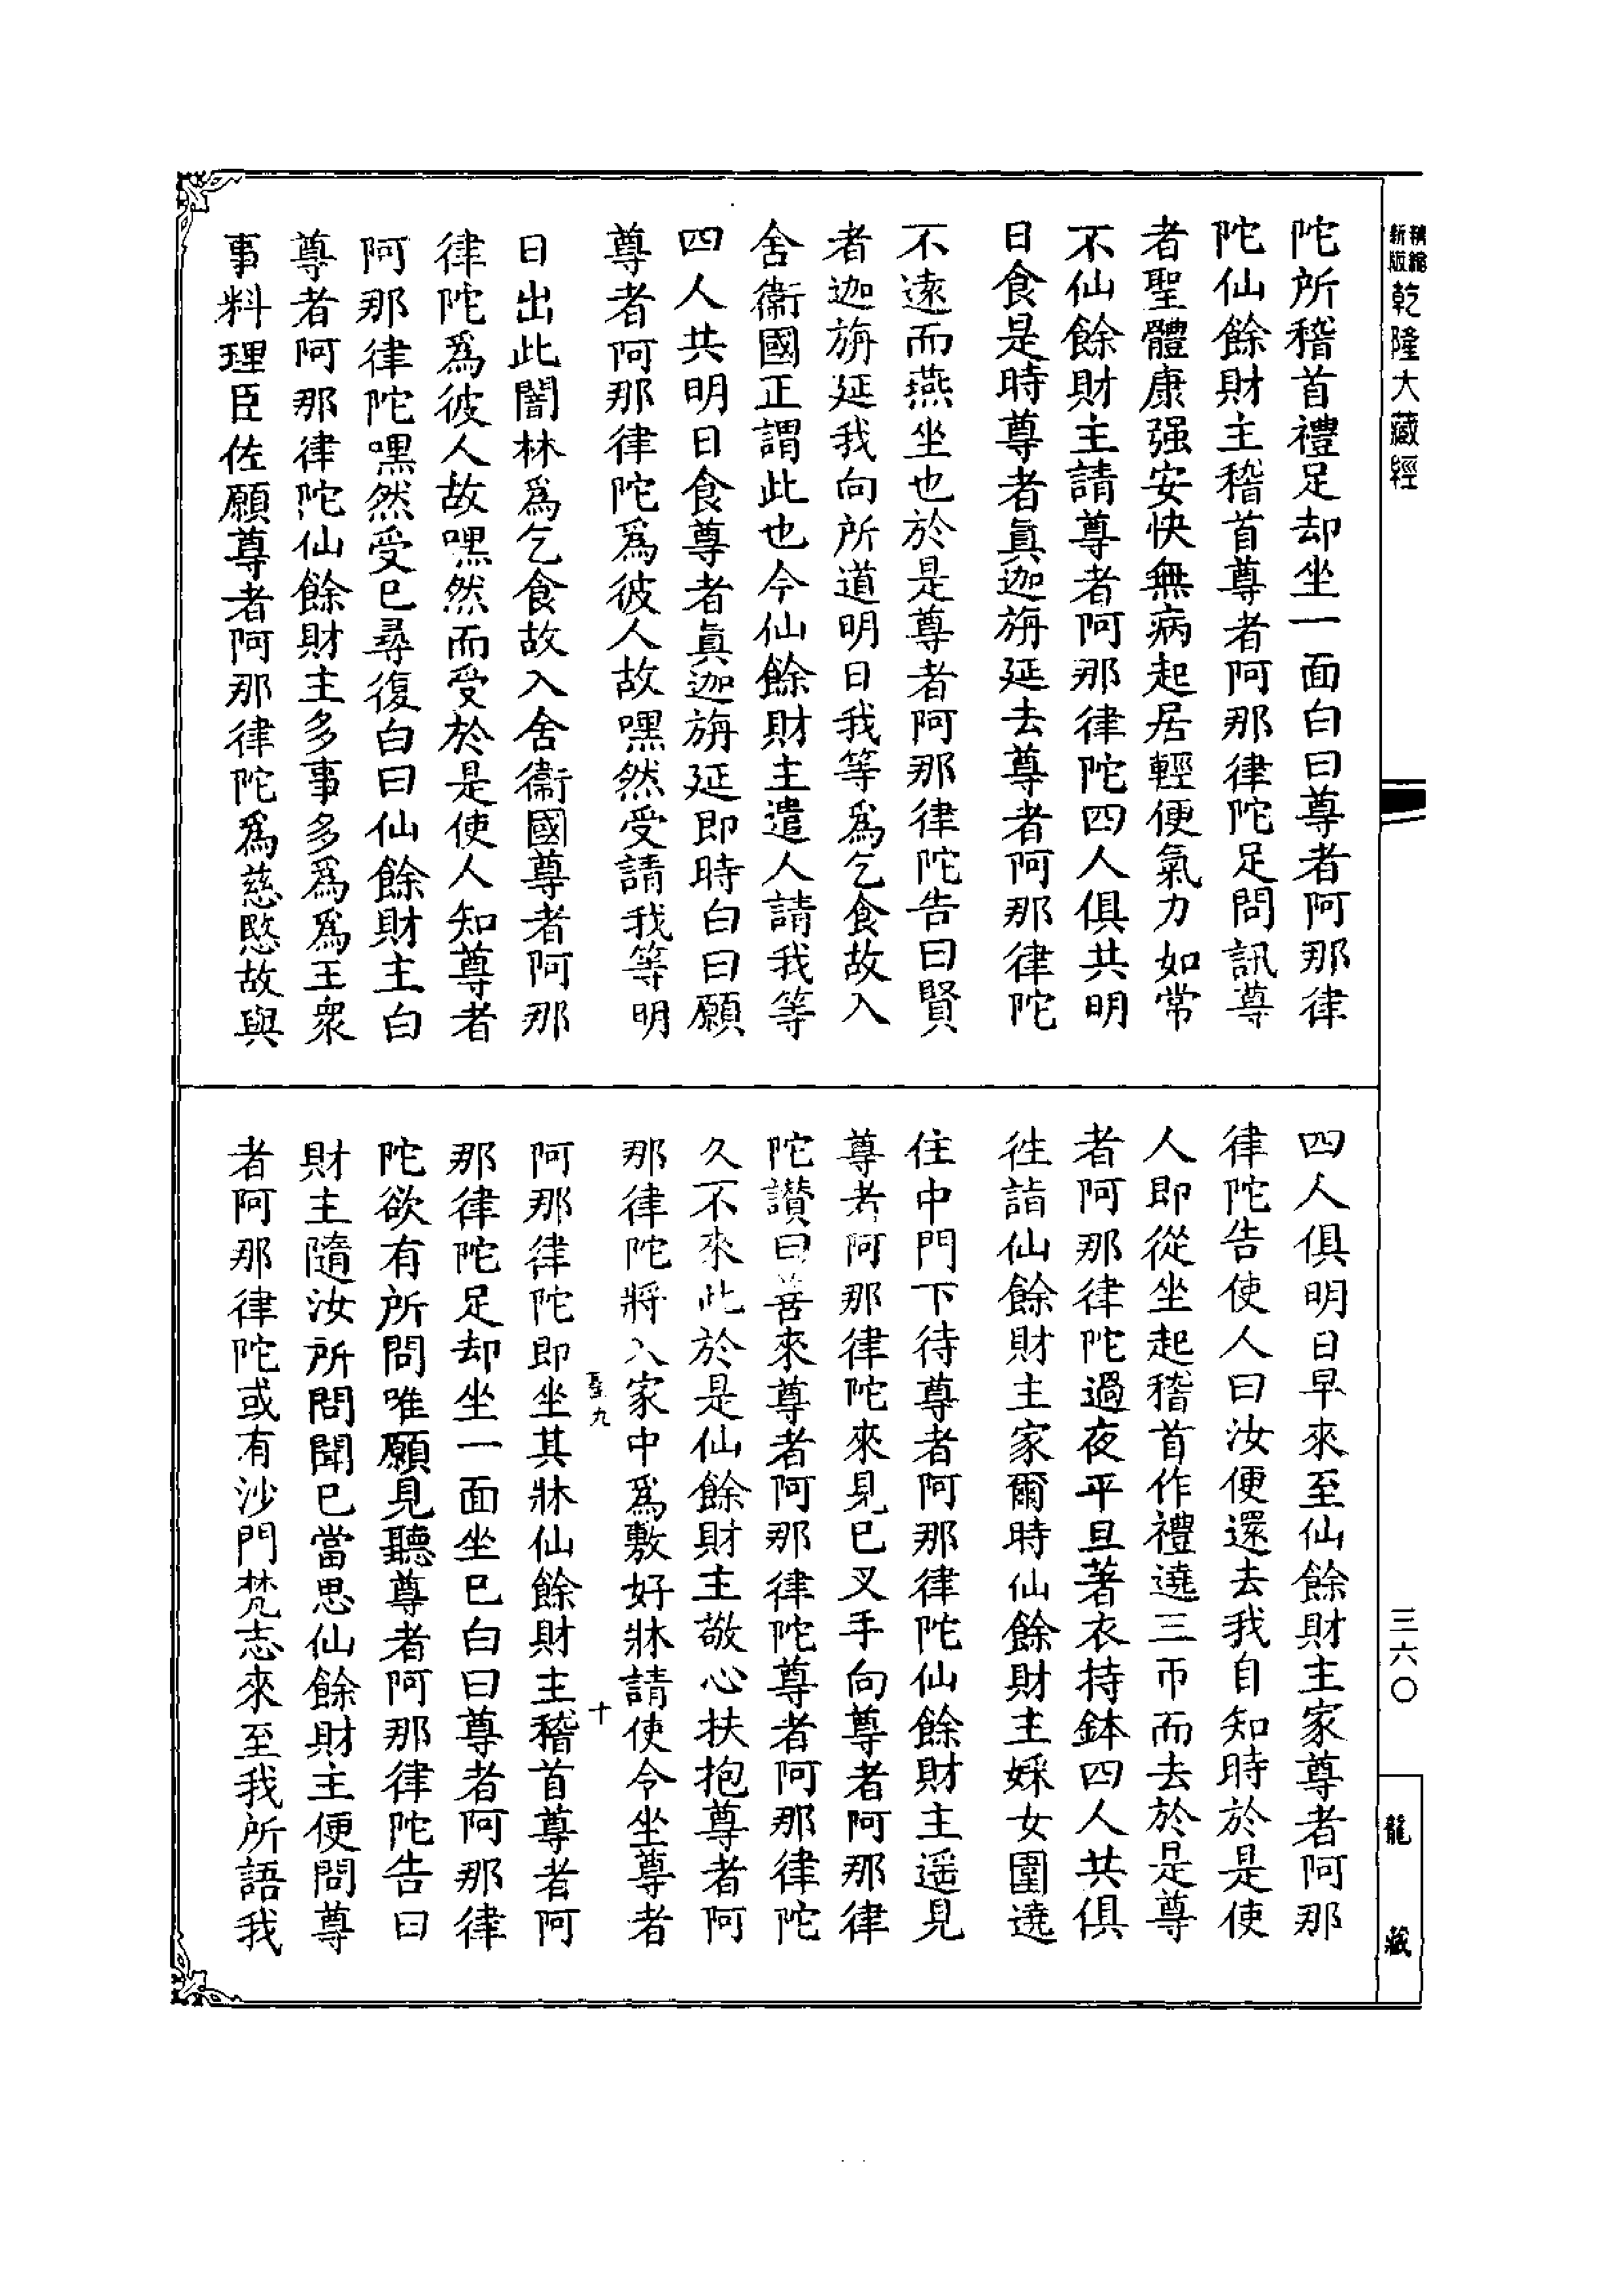 精縮新版乾隆大藏經
陀所稽首禮足却坐一面白曰尊者阿那律
陀仙餘財主稽首尊者阿那律陀足問訊尊
者聖體康强安快無病起居輕便氣力如常
不仙餘財主請尊者阿那律陀四人俱共明
日食是時尊者眞迦旃延去尊者阿那律陀
不遠而燕坐也於是尊者阿那律陀告曰賢
者迦旃延我向所道明日我等爲乞食故入
舍衞國正謂此也今仙餘財主遣人請我等
四人共明日食尊者眞迦旃延即時白曰願
尊者阿那律陀爲彼人故嘿然受請我等明
日出此闇林爲乞食故入舍衞國尊者阿那
律陀爲彼人故嘿然而受於是使人知尊者
阿那律陀嘿然受已尋復白曰仙餘財主白
尊者阿那律陀仙餘財主多事多爲爲王衆
事料理臣佐願尊者阿那律陀爲慈愍故與
四人俱明日早來至仙餘財主家尊者阿那
律陀告使人曰汝便還去我自知時於是使
人即從坐起稽首作禮遶三帀而去於是尊
者阿那律陀過夜平旦著衣持鉢四人共俱
往詣仙餘財主家爾時仙餘財主婇女圍遶
住中門下待尊者阿那律陀仙餘財主遥見
尊者阿那律陀來見已叉手向尊者阿那律
陀讃曰善來尊者阿那律陀尊者阿那律陀
久不來此於是仙餘財主敬心扶抱尊者阿
那律陀將入家中爲敷好牀請使令坐尊者
聖九 十
阿那律陀即坐其牀仙餘財主稽首尊者阿
那律陀足却坐一面坐已白曰尊者阿那律
陀欲有所問唯願見聽尊者阿那律陀告曰
財主隨汝所問聞已當思仙餘財主便問尊
者阿那律陀或有沙門梵志來至我所語我
三六〇
龍藏